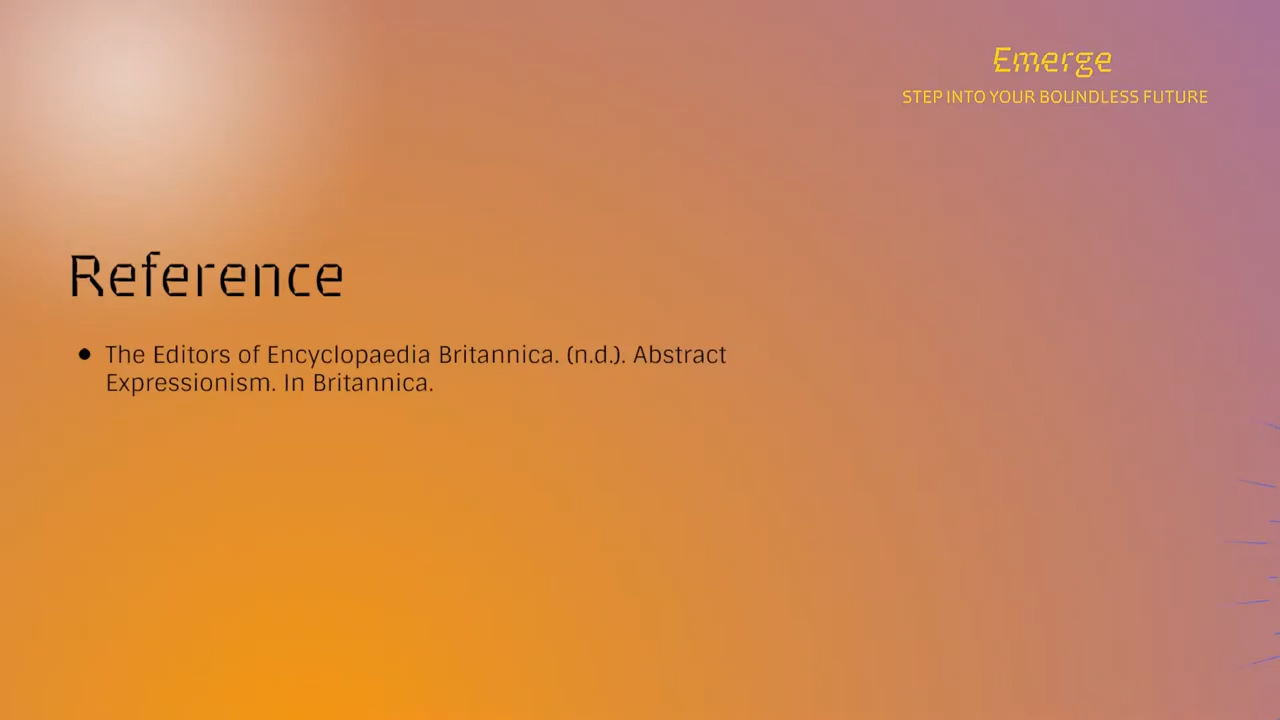 Emerge
STEP INTO YOUR BOUNDLESS FUTURE
Reference
• The Editors of Encyclopaedia Britannica. (n.d.). Abstract
Expressionism. In Britannica.